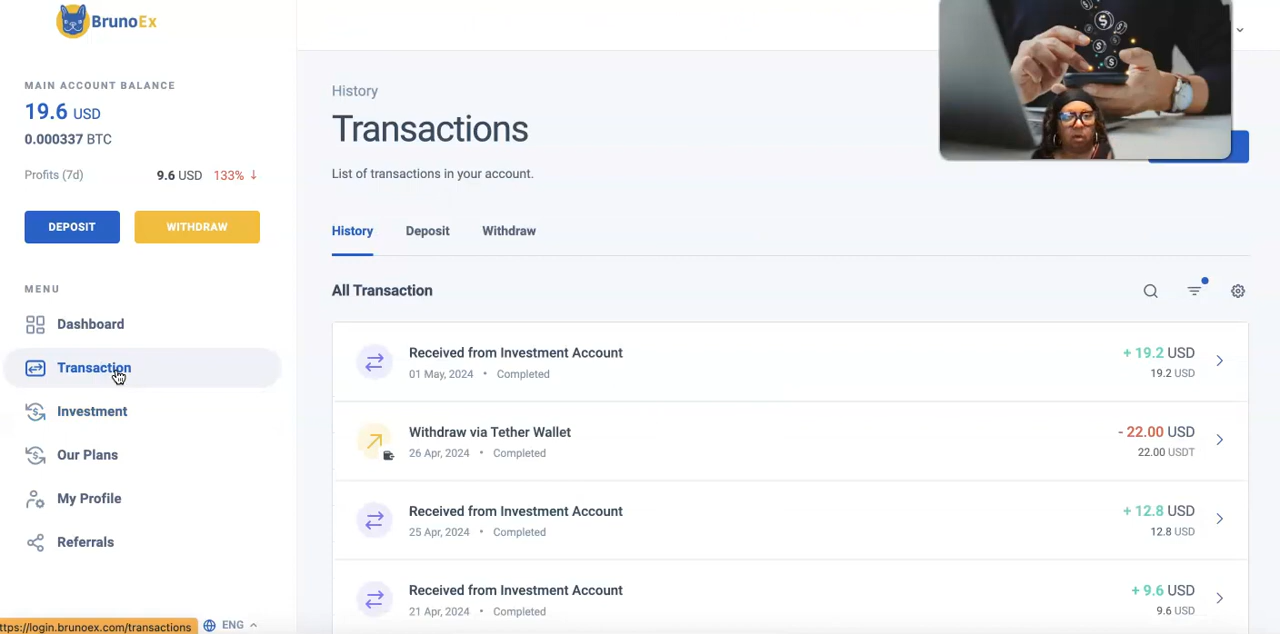 BrunoEx
MAIN ACCOUNT BALANCE
19.6 USD
0.000337 BTC
Profits (7d) 9.6 USD 133% ↓
DEPOSIT WITHDRAW
MENU
Dashboard
Transaction
Investment
Our Plans
My Profile
Referrals
ttps://login.brunoex.com/transactions
ENG
History
Transactions
List of transactions in your account.
History Deposit Withdraw
All Transaction
Received from Investment Account + 19.2 USD
01 May, 2024 • Completed 19.2 USD
Withdraw via Tether Wallet - 22.00 USD
26 Apr, 2024 • Completed 22.00 USDT
Received from Investment Account + 12.8 USD
25 Apr, 2024 • Completed 12.8 USD
Received from Investment Account + 9.6 USD
21 Apr, 2024 • Completed 9.6 USD